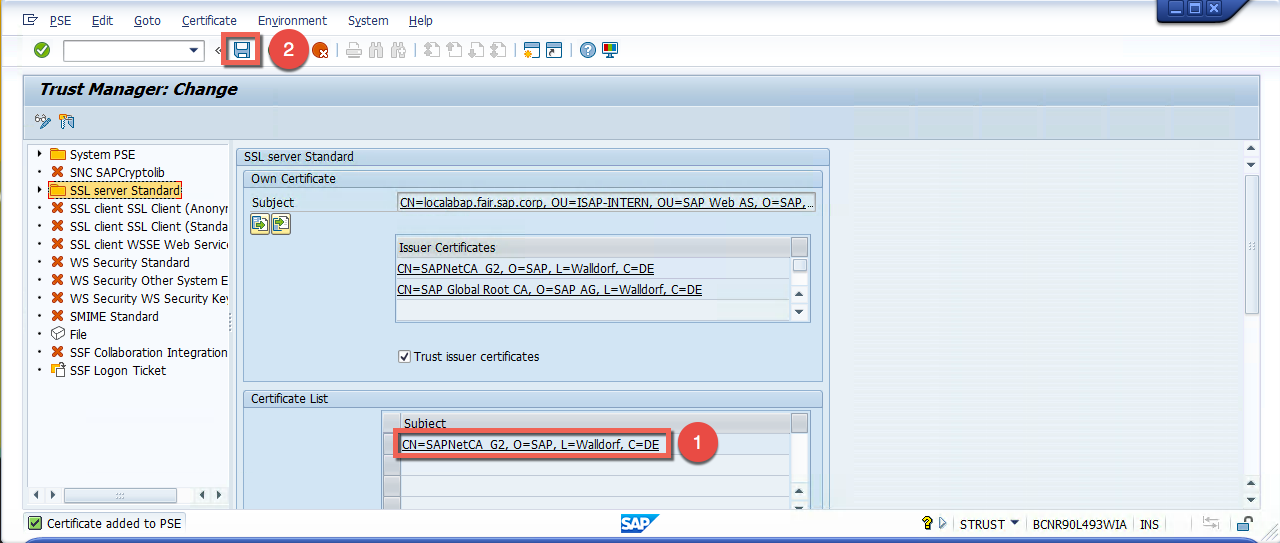 PSE Edit Goto Certificate Environment System Help
2
Trust Manager: Change
System PSE
SNC SAPCryptolib
SSL server Standard
SSL client SSL Client (Anonyr
SSL client SSL Client (Standa
SSL client WSSE Web Service
WS Security Standard
WS Security Other System E
WS Security WS Security Key
SMIME Standard
File
SSF Collaboration Integration
SSF Logon Ticket
SSL server Standard
Own Certificate
Subject CN=localabap.fair.sap.corp, OU=ISAP-INTERN, OU=SAP Web AS, O=SAP, ...
Issuer Certificates
CN=SAPNetCA_G2, O=SAP, L=Walldorf, C=DE
CN=SAP Global Root CA, O=SAP AG, L=Walldorf, C=DE
Trust issuer certificates
Certificate List
Subject
CN=SAPNetCA_G2, O=SAP, L=Walldorf, C=DE 1
Certificate added to PSE SAP STRUST BCNR90L493WIA INS